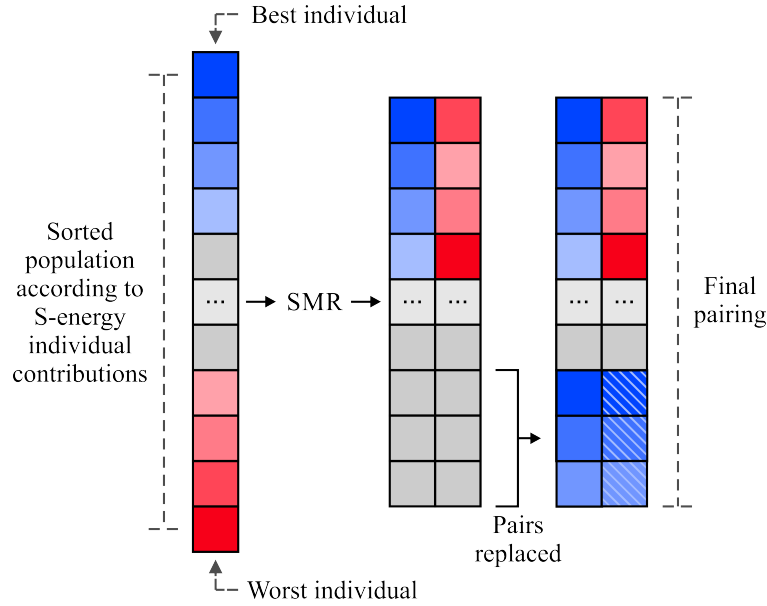 Best individual
Sorted
population
according to
S-energy
individual
contributions
...
SMR
... ...
... ...
Final
pairing
Pairs
replaced
Worst individual